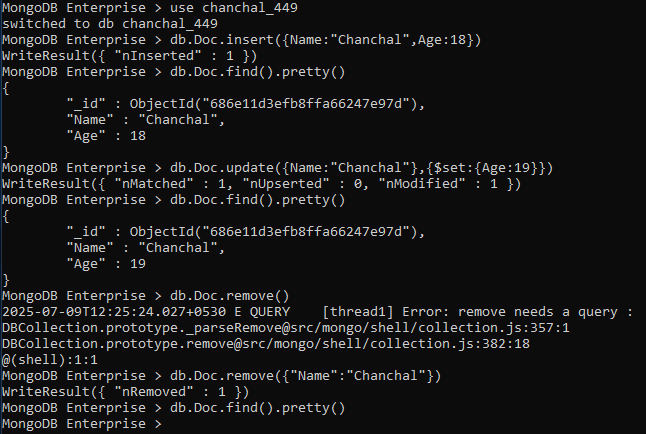 MongoDB Enterprise > use chanchal_449
switched to db chanchal_449
MongoDB Enterprise > db.Doc.insert({Name:"Chanchal",Age:18})
WriteResult({ "nInserted" : 1 })
MongoDB Enterprise > db.Doc.find().pretty()
{
        "_id" : ObjectId("686e11d3efb8ffa66247e97d"),
        "Name" : "Chanchal",
        "Age" : 18
}
MongoDB Enterprise > db.Doc.update({Name:"Chanchal"},{$set:{Age:19}})
WriteResult({ "nMatched" : 1, "nUpserted" : 0, "nModified" : 1 })
MongoDB Enterprise > db.Doc.find().pretty()
{
        "_id" : ObjectId("686e11d3efb8ffa66247e97d"),
        "Name" : "Chanchal",
        "Age" : 19
}
MongoDB Enterprise > db.Doc.remove()
2025-07-09T12:25:24.027+0530 E QUERY    [thread1] Error: remove needs a query :
DBCollection.prototype._parseRemove@src/mongo/shell/collection.js:357:1
DBCollection.prototype.remove@src/mongo/shell/collection.js:382:18
@(shell):1:1
MongoDB Enterprise > db.Doc.remove({"Name":"Chanchal"})
WriteResult({ "nRemoved" : 1 })
MongoDB Enterprise > db.Doc.find().pretty()
MongoDB Enterprise >